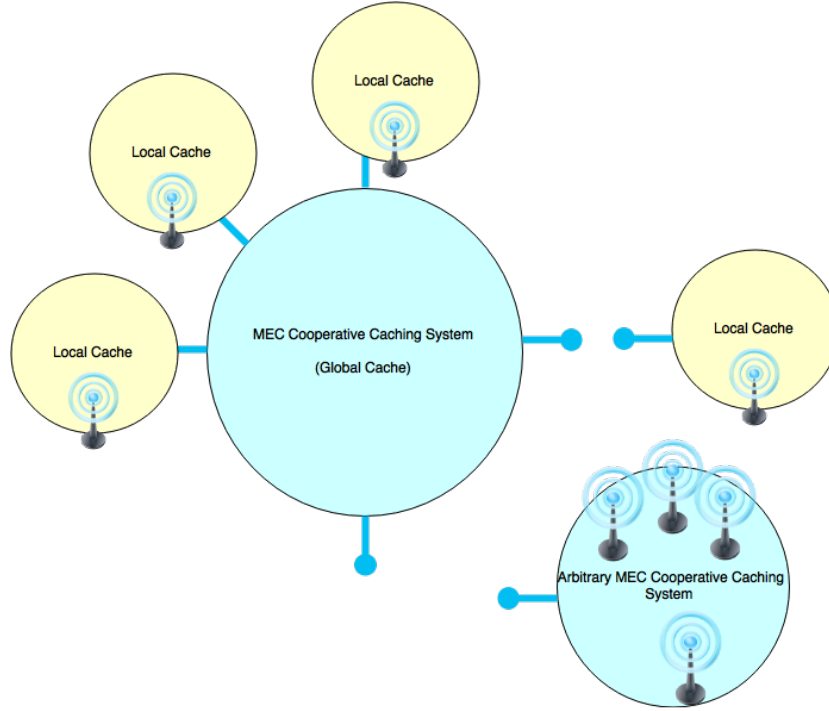 Local Cache
Local Cache
Local Cache
MEC Cooperative Caching System
(Global Cache)
Local Cache
Arbitrary MEC Cooperative Caching
System